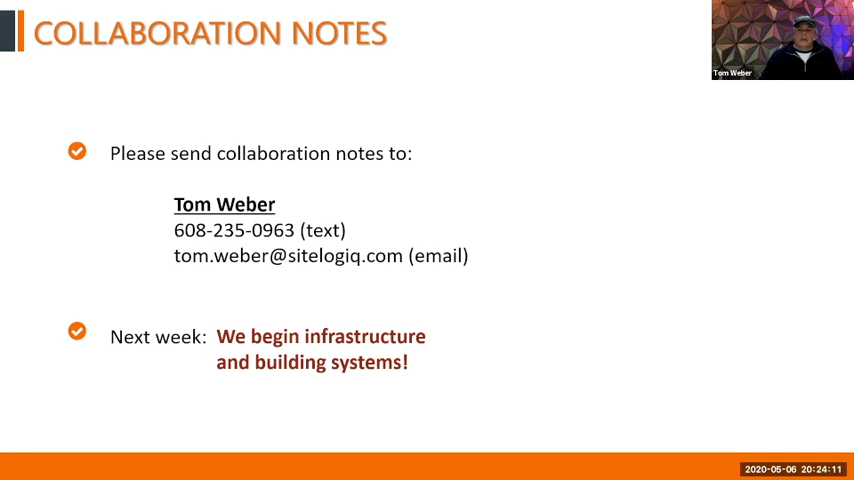 COLLABORATION NOTES
Tom Weber
Please send collaboration notes to:
Tom Weber
608-235-0963 (text)
tom.weber@sitelogiq.com (email)
Next week: We begin infrastructure
and building systems!
2020-05-06 20:24:11